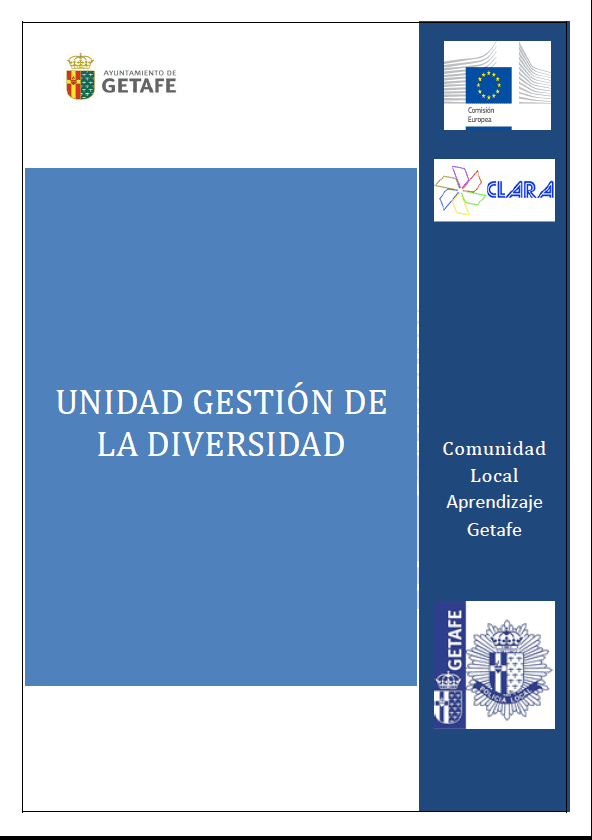 AYUNTAMIENTO DE
GETAFE
Comisión
Europea
CLARA
UNIDAD GESTIÓN DE
LA DIVERSIDAD
Comunidad
Local
Aprendizaje
Getafe
GETAFE
POLICIA LOCAL